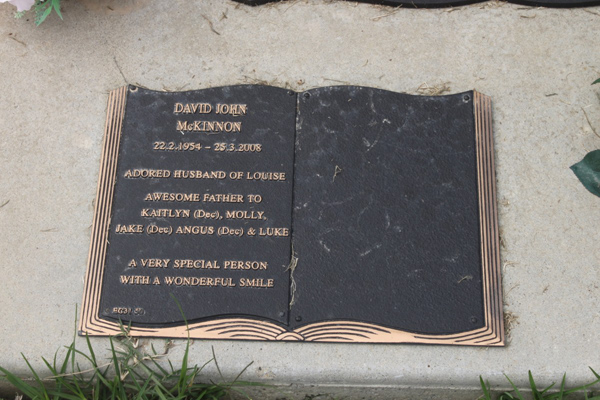 DAVID JOHN
McKINNON
22.2.1954 – 25.3.2008
ADORED HUSBAND OF LOUISE
AWESOME FATHER TO
KAITLYN (Dec), MOLLY,
JAKE (Dec) ANGUS (Dec) & LUKE
A VERY SPECIAL PERSON
WITH A WONDERFUL SMILE